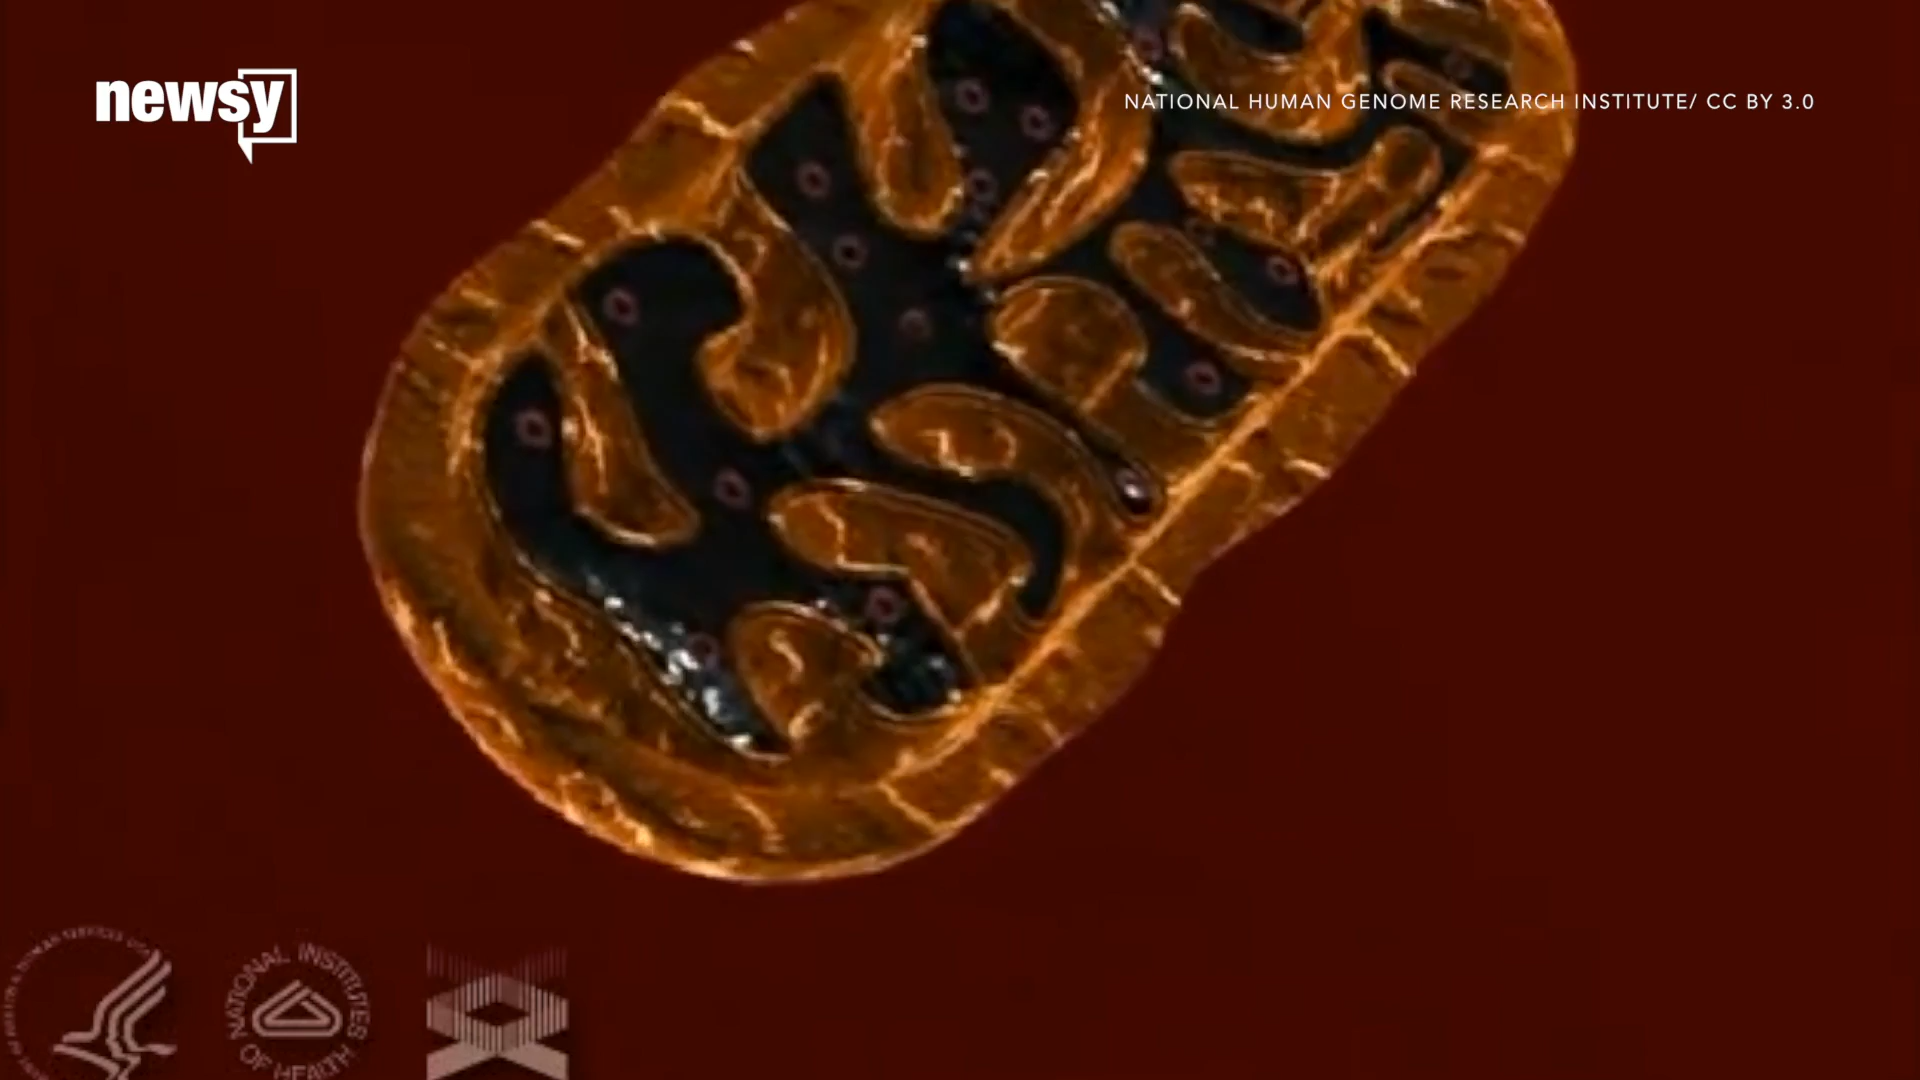 newsy
NATIONAL HUMAN GENOME RESEARCH INSTITUTE/ CC BY 3.0
NATIONAL INSTITUTES
OF HEALTH